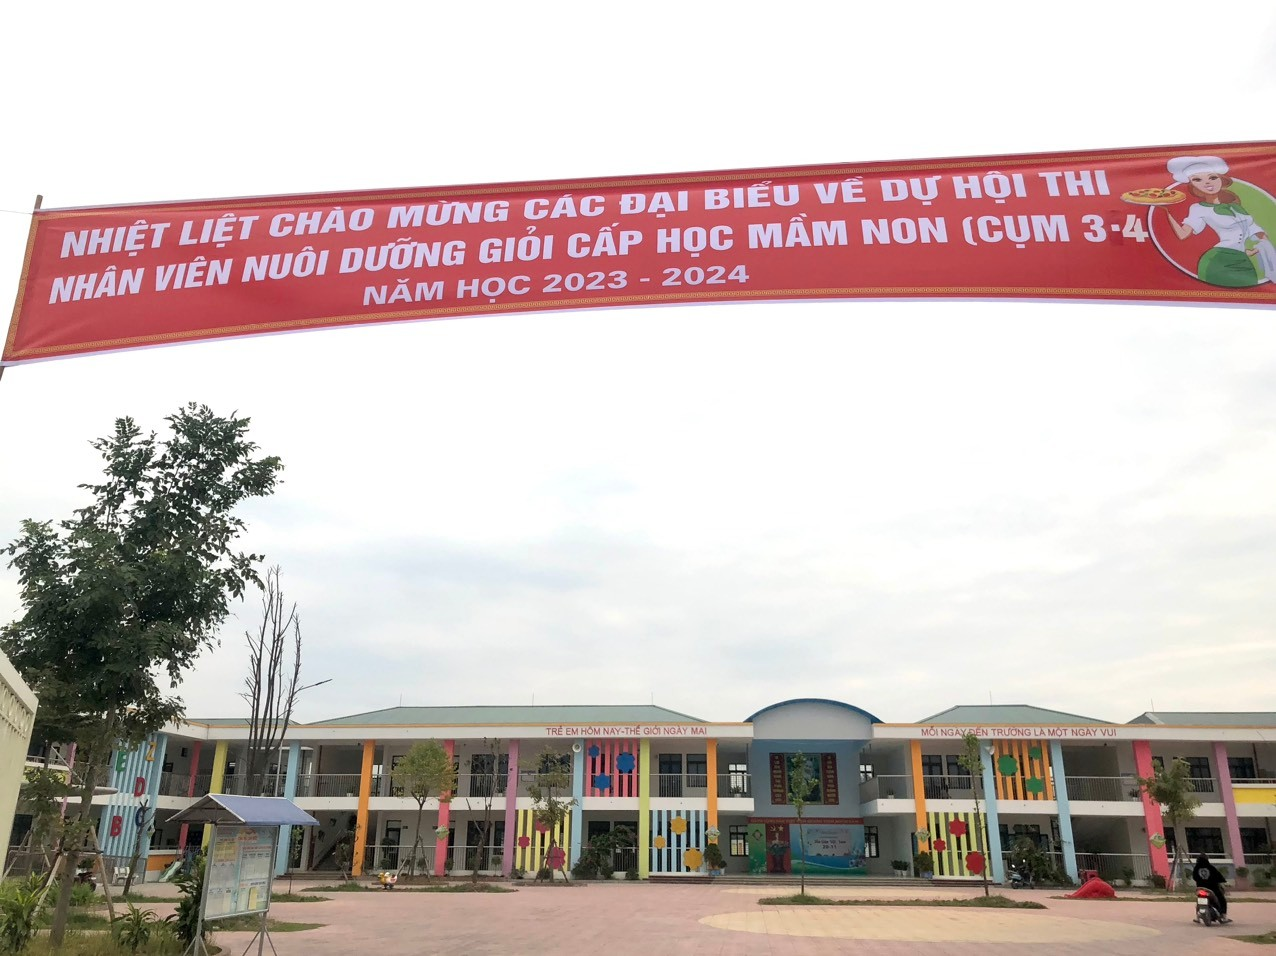 NHIỆT LIỆT CHÀO MỪNG CÁC ĐẠI BIỂU VỀ DỰ HỘI THI
NHÂN VIÊN NUÔI DƯỠNG GIỎI CẤP HỌC MẦM NON (CỤM 3-4
NĂM HỌC 2023 - 2024
TRẺ EM HÔM NAY-THẾ GIỚI NGÀY MAI
MỖI NGÀY ĐẾN TRƯỜNG LÀ MỘT NGÀY VUI
E
D
B C